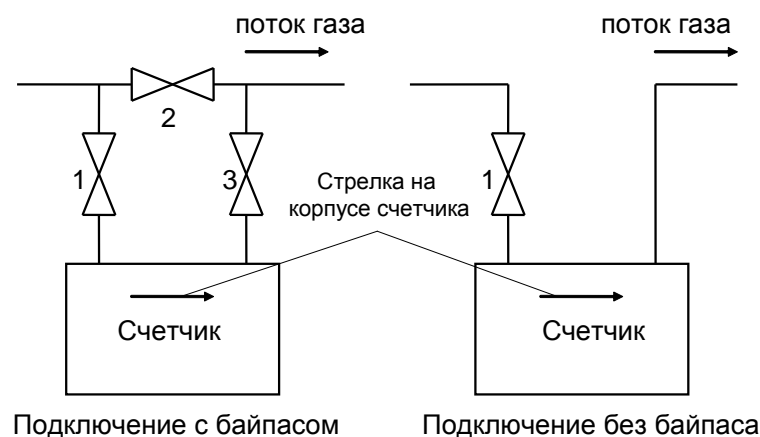 поток газа
поток газа
2
1
3
1
Стрелка на
корпусе счетчика
Счетчик
Счетчик
Подключение с байпасом
Подключение без байпаса